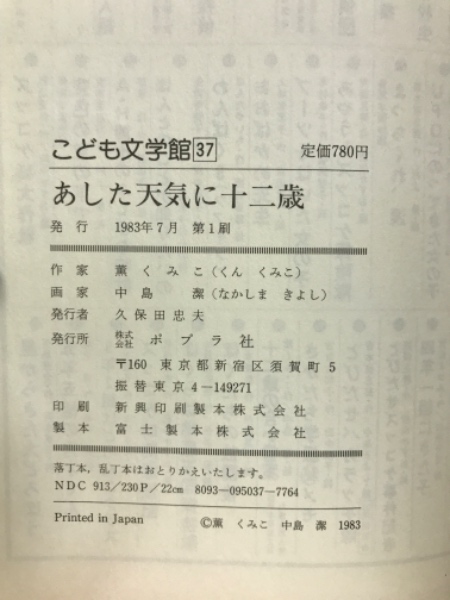 こども文学館37 定価780円
あした天気に十二歳
発行 1983年7月 第1刷
作家 薫くみこ(くん くみこ)
画家 中島 潔(なかしま きよし)
発行者 久保田忠夫
発行所 株式会社 ポプラ社
〒160 東京都新宿区須賀町5
振替東京4―149271
印刷 新興印刷製本株式会社
製本 富士製本株式会社
落丁本,乱丁本はおとりかえいたします。
NDC 913/230P/22cm 8093-095037-7764
Printed in Japan ©薫 くみこ 中島 潔 1983